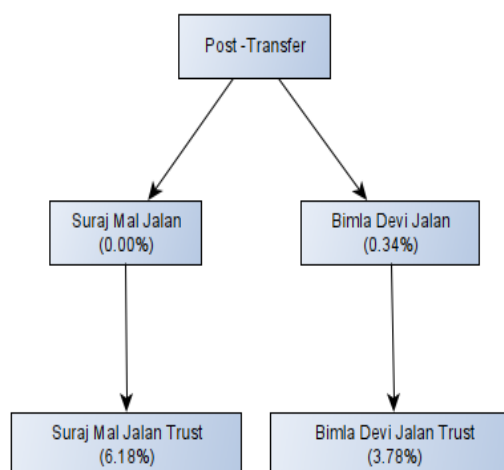 Post -Transfer
Suraj Mal Jalan
(0.00%)
Bimla Devi Jalan
(0.34%)
Suraj Mal Jalan Trust
(6.18%)
Bimla Devi Jalan Trust
(3.78%)